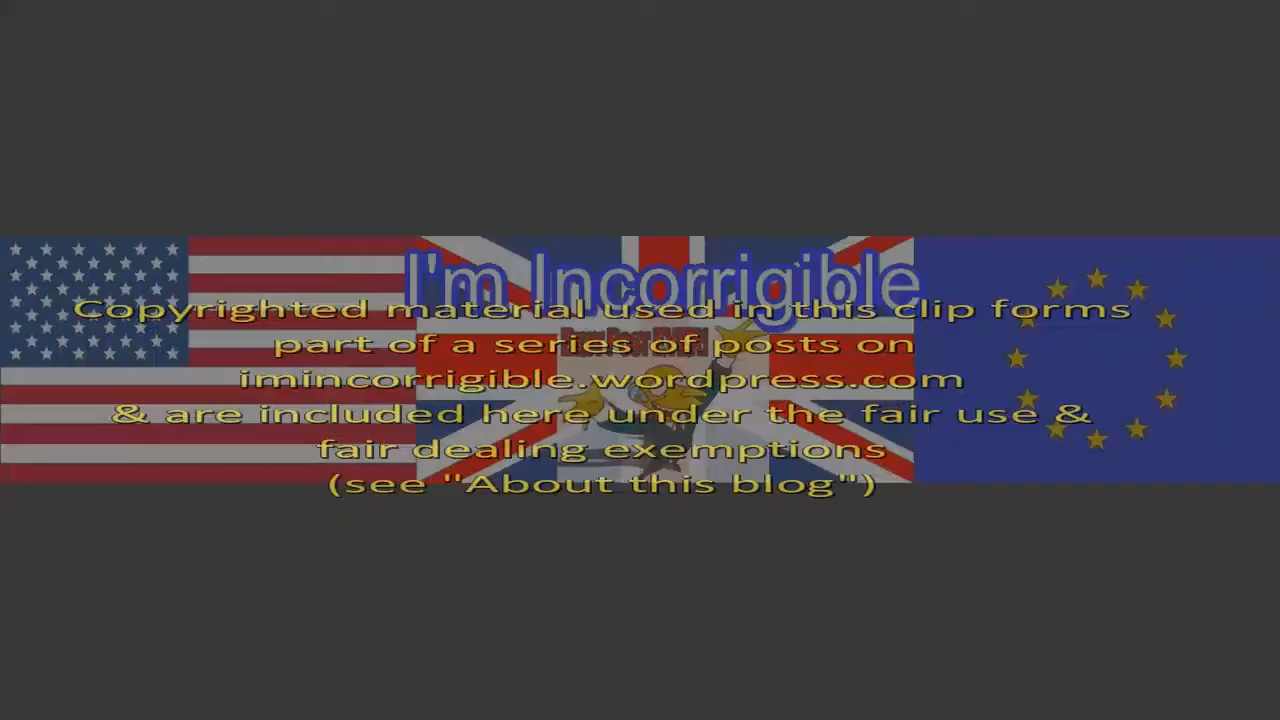 I'm Incorrigible
Copyrighted material used in this clip forms
part of a series of posts on
imincorrigible.wordpress.com
& are included here under the fair use &
fair dealing exemptions
(see "About this blog")